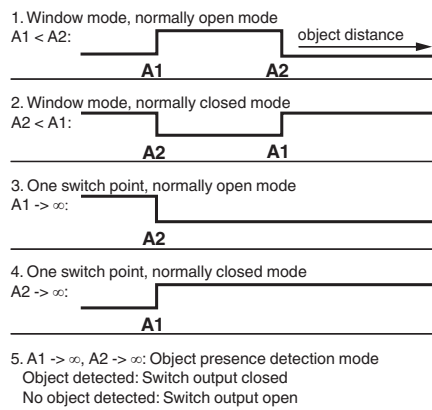 1. Window mode, normally open mode
A1 < A2:
object distance
A1 A2
2. Window mode, normally closed mode
A2 < A1:
A2 A1
3. One switch point, normally open mode
A1 -> ∞:
A2
4. One switch point, normally closed mode
A2 -> ∞:
A1
5. A1 -> ∞, A2 -> ∞: Object presence detection mode
Object detected: Switch output closed
No object detected: Switch output open